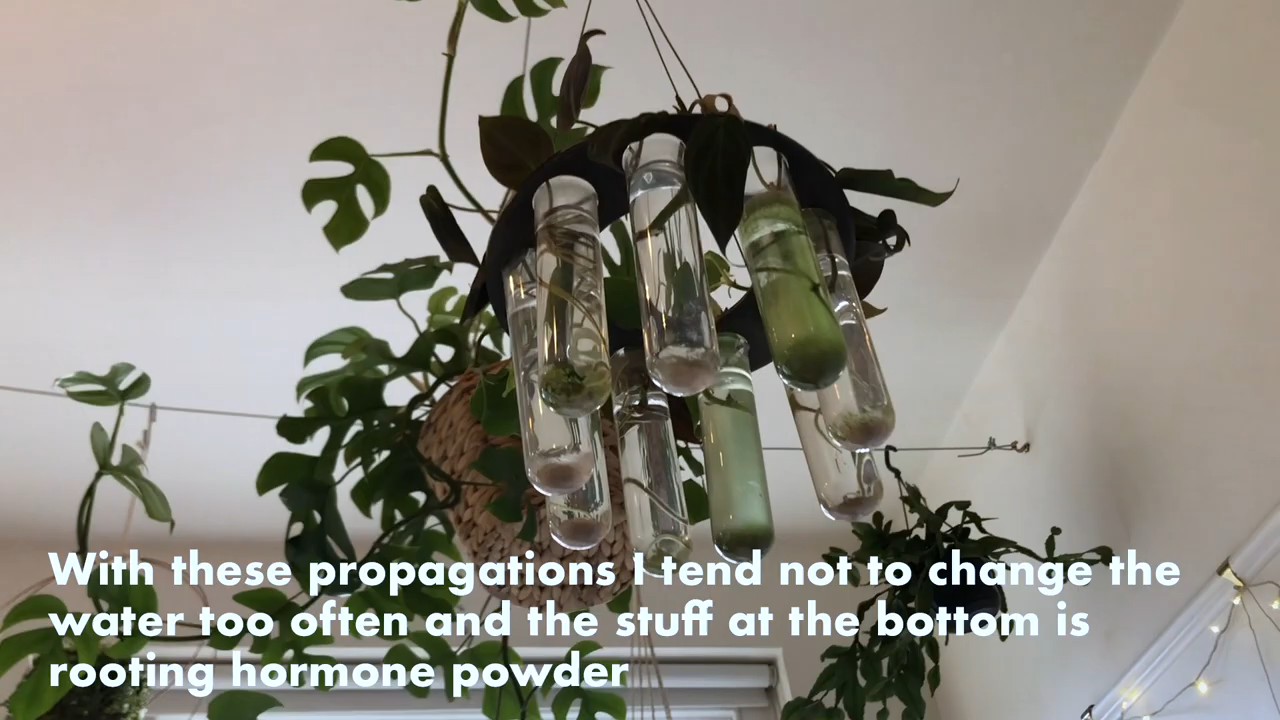 With these propagations I tend not to change the
water too often and the stuff at the bottom is
rooting hormone powder